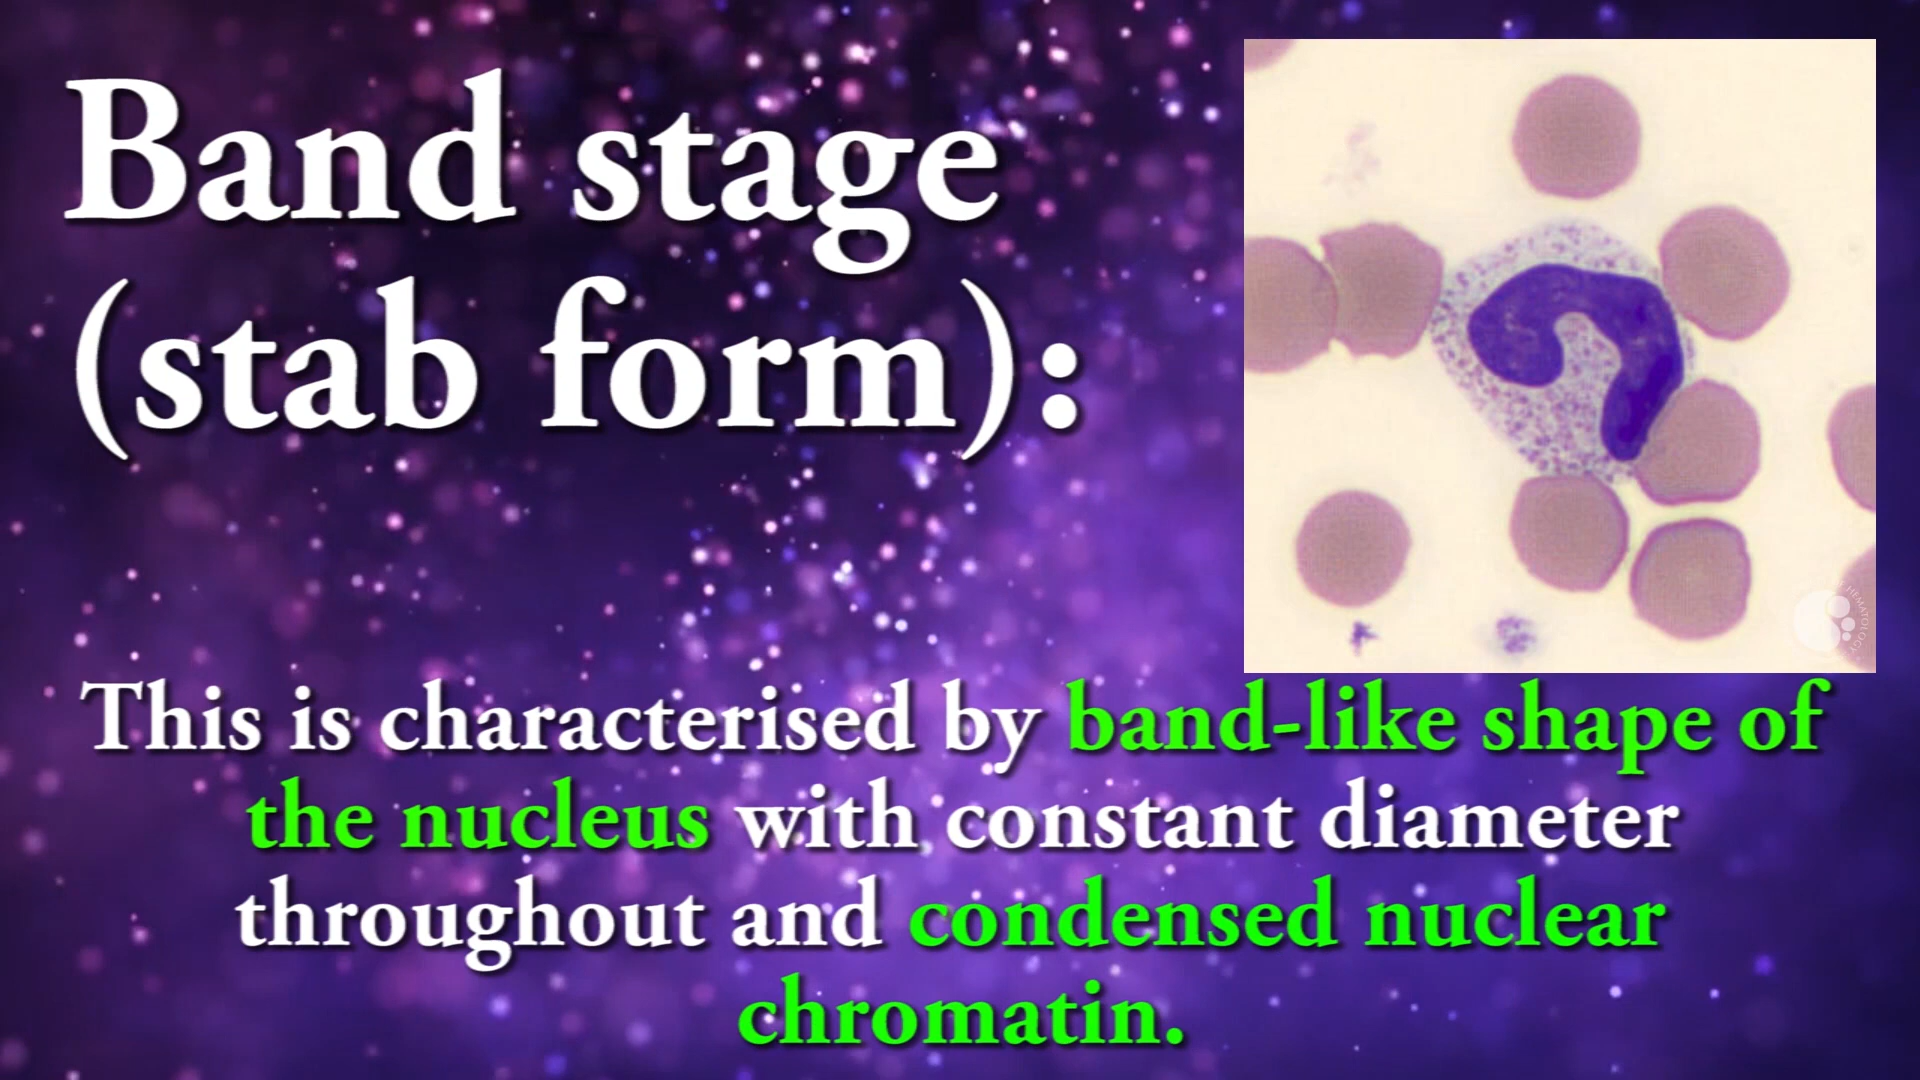 Band stage
(stab form):
HEMATOLOGY
This is characterised by band-like shape of
the nucleus with constant diameter
throughout and condensed nuclear
chromatin.